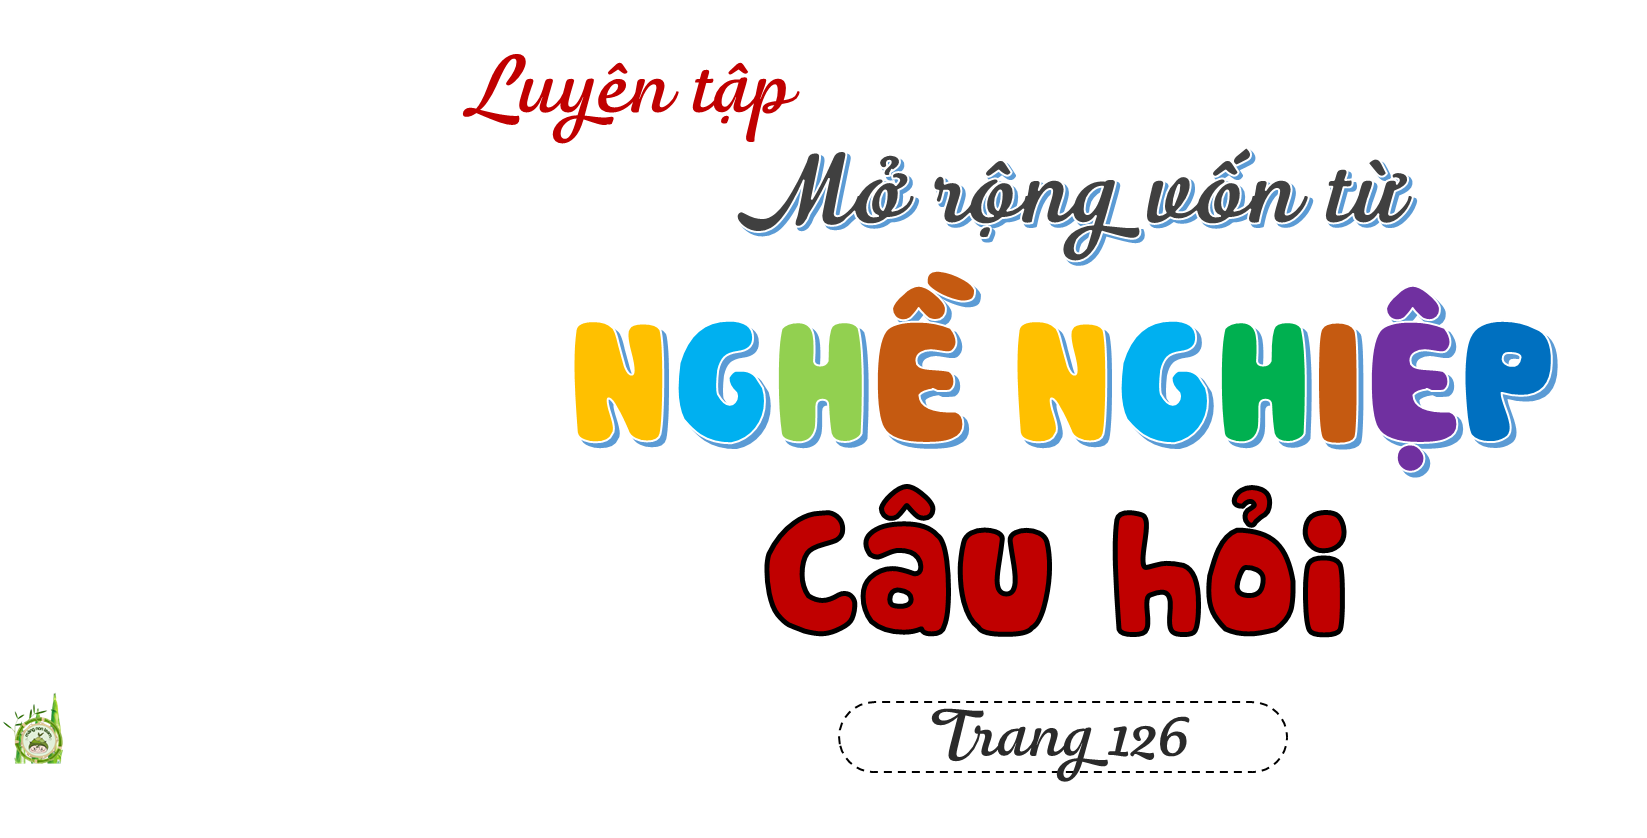 Luyện tập
Mở rộng vốn từ
NGHỀ NGHIỆP
Câu hỏi
Trang 126